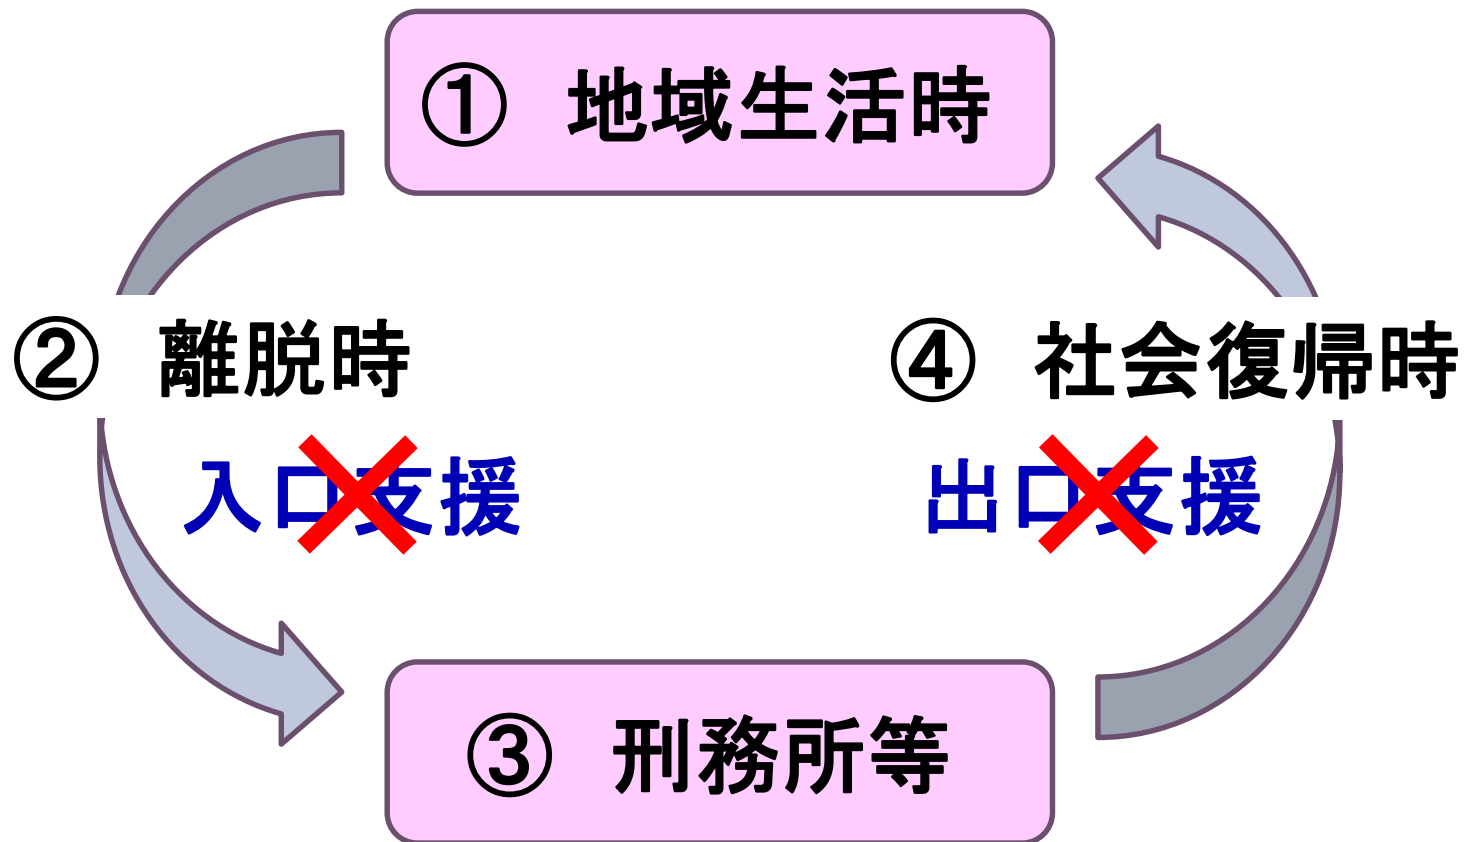 ① 地域生活時
② 離脱時
④ 社会復帰時
入口支援
出口支援
③ 刑務所等